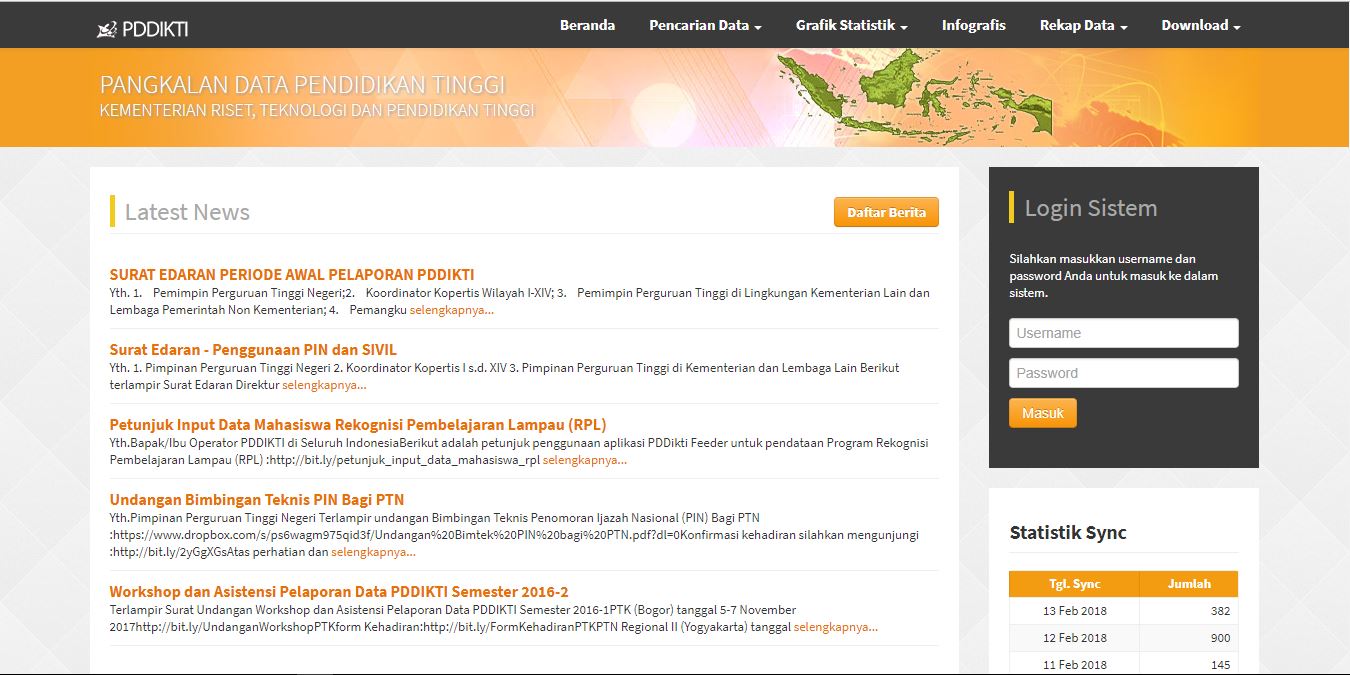 PDDIKTI
Beranda
Pencarian Data
Grafik Statistik
Infografis
Rekap Data
Download
PANGKALAN DATA PENDIDIKAN TINGGI
KEMENTERIAN RISET, TEKNOLOGI DAN PENDIDIKAN TINGGI
Latest News
Daftar Berita
SURAT EDARAN PERIODE AWAL PELAPORAN PDDIKTI
Yth. 1. Pemimpin Perguruan Tinggi Negeri;2. Koordinator Kopertis Wilayah I-XIV; 3. Pemimpin Perguruan Tinggi di Lingkungan Kementerian Lain dan
Lembaga Pemerintah Non Kementerian; 4. Pemangku selengkapnya...
Surat Edaran - Penggunaan PIN dan SIVIL
Yth. 1. Pimpinan Perguruan Tinggi Negeri 2. Koordinator Kopertis I s.d. XIV 3. Pimpinan Perguruan Tinggi di Kementerian dan Lembaga Lain Berikut
terlampir Surat Edaran Direktur selengkapnya...
Petunjuk Input Data Mahasiswa Rekognisi Pembelajaran Lampau (RPL)
Yth.Bapak/Ibu Operator PDDIKTI di Seluruh IndonesiaBerikut adalah petunjuk penggunaan aplikasi PDDikti Feeder untuk pendataan Program Rekognisi
Pembelajaran Lampau (RPL) :http://bit.ly/petunjuk_input_data_mahasiswa_rpl selengkapnya...
Undangan Bimbingan Teknis PIN Bagi PTN
Yth.Pimpinan Perguruan Tinggi Negeri Terlampir undangan Bimbingan Teknis Penomoran Ijazah Nasional (PIN) Bagi PTN
:https://www.dropbox.com/s/ps6wagm975qid3f/Undangan%20Bimtek%20PIN%20bagi%20PTN.pdf?dl=0Konfirmasi kehadiran silahkan mengunjungi
:http://bit.ly/2yGgXGsAtas perhatian dan selengkapnya...
Workshop dan Asistensi Pelaporan Data PDDIKTI Semester 2016-2
Terlampir Surat Undangan Workshop dan Asistensi Pelaporan Data PDDIKTI Semester 2016-1PTK (Bogor) tanggal 5-7 November
2017http://bit.ly/UndanganWorkshopPTKform Kehadiran:http://bit.ly/FormKehadiranPTKPTN Regional II (Yogyakarta) tanggal selengkapnya...
Login Sistem
Silahkan masukkan username dan
password Anda untuk masuk ke dalam
sistem.
Username
Password
Masuk
Statistik Sync
Tgl. Sync Jumlah
13 Feb 2018 382
12 Feb 2018 900
11 Feb 2018 145